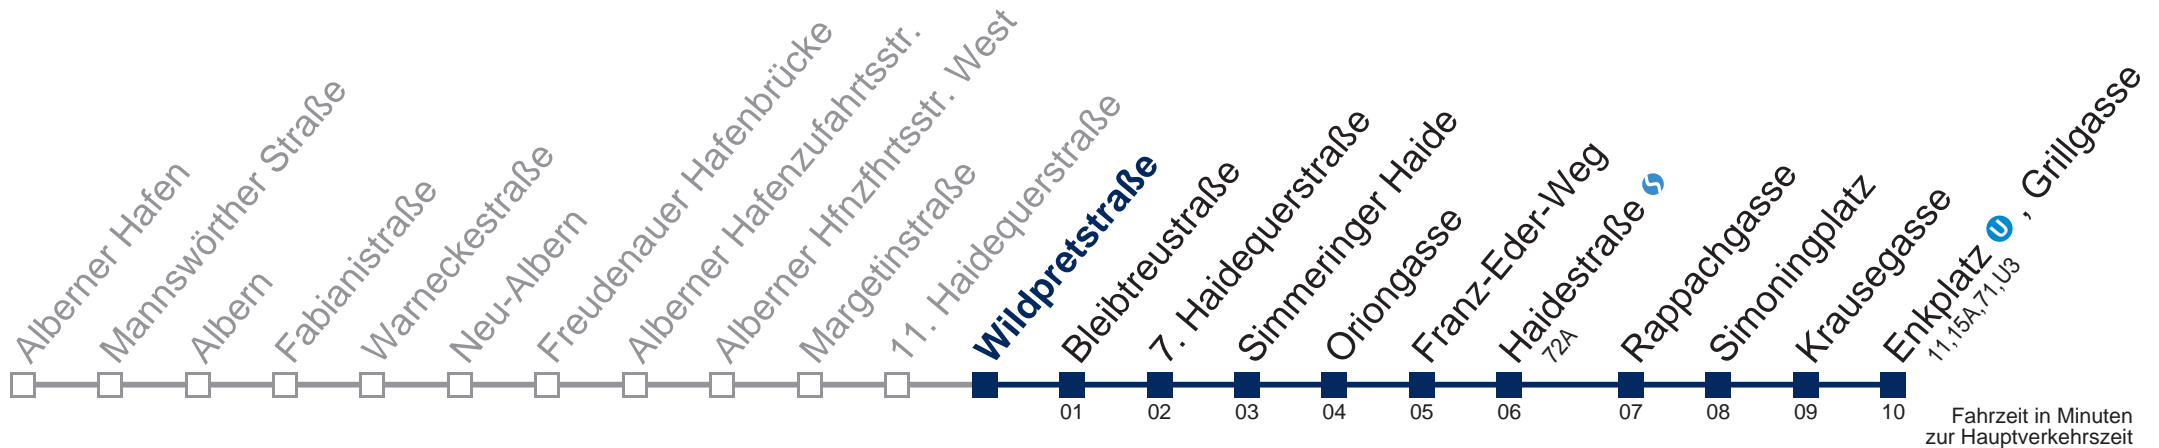 Alberner Hafen
Mannswörther Straße
Albern
Fabianistraße
Warneckestraße
Neu-Albern
Freudenauer Hafenbrücke
Alberner Hafenzufahrtsstr.
Alberner Hfnzfhrtsstr. West
Margetinstraße
11. Haidequerstraße
Wildpretstraße
Bleibtreustraße
7. Haidequerstraße
Simmeringer Haide
Oriongasse
Franz-Eder-Weg
Haidestraße
72A
Rappachgasse
Simoningplatz
Krausegasse
Enkplatz U , Grillgasse
11,15A,71,U3
01 02 03 04 05 06 07 08 09 10
Fahrzeit in Minuten
zur Hauptverkehrszeit